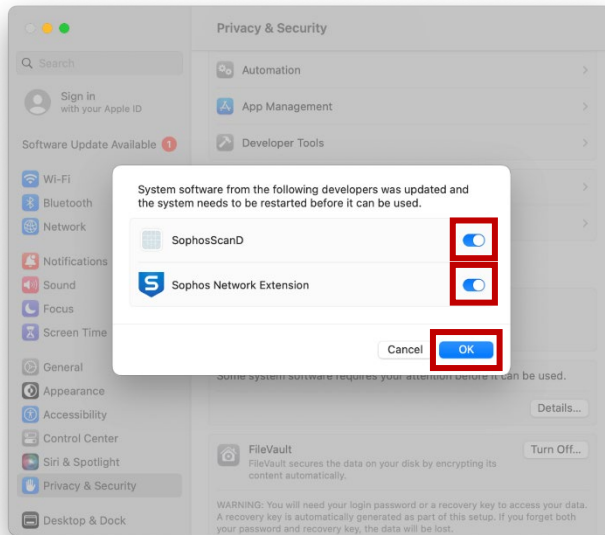 Privacy & Security
Search
Automation
Sign in
with your Apple ID
App Management
Software Update Available 1
Developer Tools
Wi-Fi
Bluetooth
Network
Notifications
Sound
Focus
Screen Time
System software from the following developers was updated and
the system needs to be restarted before it can be used.
SophosScanD
S Sophos Network Extension
Cancel OK
General
Appearance
Accessibility
Control Center
Siri & Spotlight
Privacy & Security
Desktop & Dock
Some system software requires your attention before it can be used.
Details...
FileVault Turn Off...
FileVault secures the data on your disk by encrypting its
content automatically.
WARNING: You will need your login password or a recovery key to access your data.
A recovery key is automatically generated as part of this setup. If you forget both
your password and recovery key, the data will be lost.